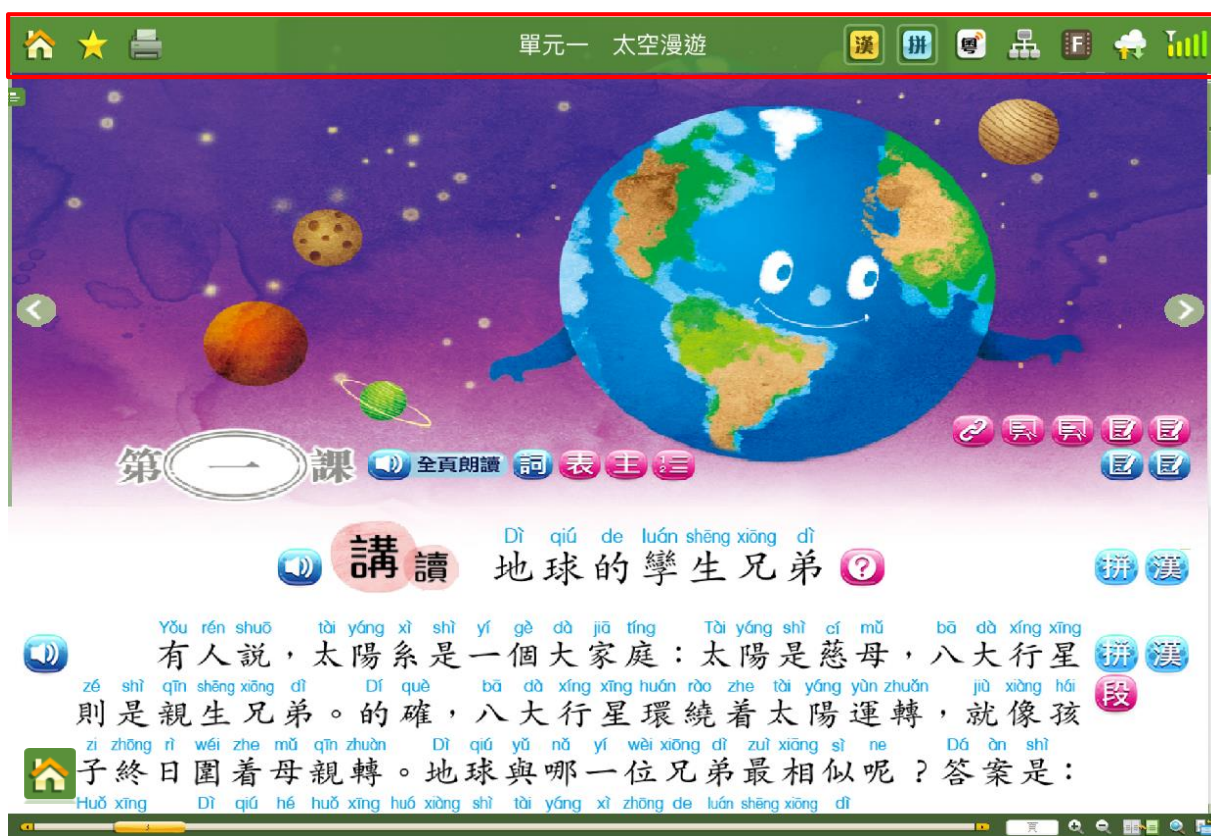 單元一 太空漫遊 漢 拼 粵 F
第 一 課 全頁朗讀 詞 表 主
Dì qiú de luán shēng xiōng dì
講讀 地球的孿生兄弟 ? 拼 漢
Yǒu rén shuō tài yáng xì shì yí gè dà jiā tíng Tài yáng shì cí mǔ bā dà xíng xīng
有人説，太陽系是一個大家庭：太陽是慈母，八大行星 拼 漢
zé shì qīn shēng xiōng dì Dí què bā dà xíng xīng huán rào zhe tài yáng yùn zhuǎn jiù xiàng hái
則是親生兄弟。的確，八大行星環繞着太陽運轉，就像孩 段
zi zhōng rì wéi zhe mǔ qīn zhuàn Dì qiú yǔ nǎ yí wèi xiōng dì zuì xiāng sì ne Dá àn shì
子終日圍着母親轉。地球與哪一位兄弟最相似呢？答案是：
Huǒ xīng Dì qiú hé huǒ xīng huó xiàng shì tài yáng xì zhōng de luán shēng xiōng dì
3 頁